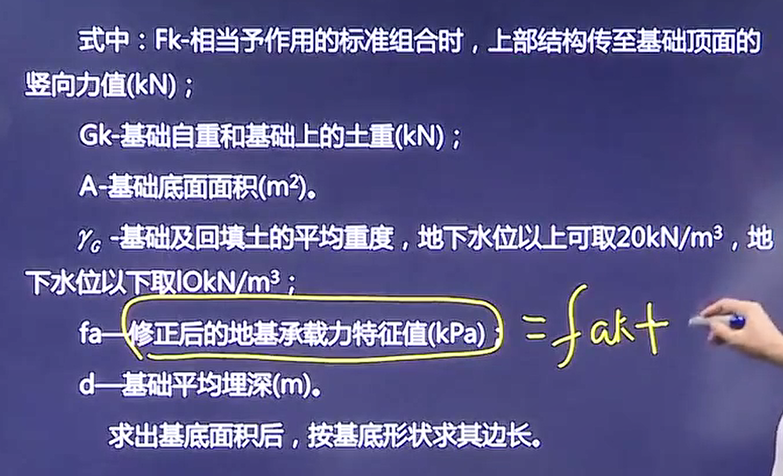 式中：Fk-相当予作用的标准组合时，上部结构传至基础顶面的
竖向力值(kN)；
Gk-基础自重和基础上的土重(kN)；
A-基础底面面积(m²)。
γG -基础及回填土的平均重度，地下水位以上可取20kN/m³，地
下水位以下取lOkN/m³；
fa—修正后的地基承载力特征值(kPa)； =fak+
d—基础平均埋深(m)。
求出基底面积后，按基底形状求其边长。